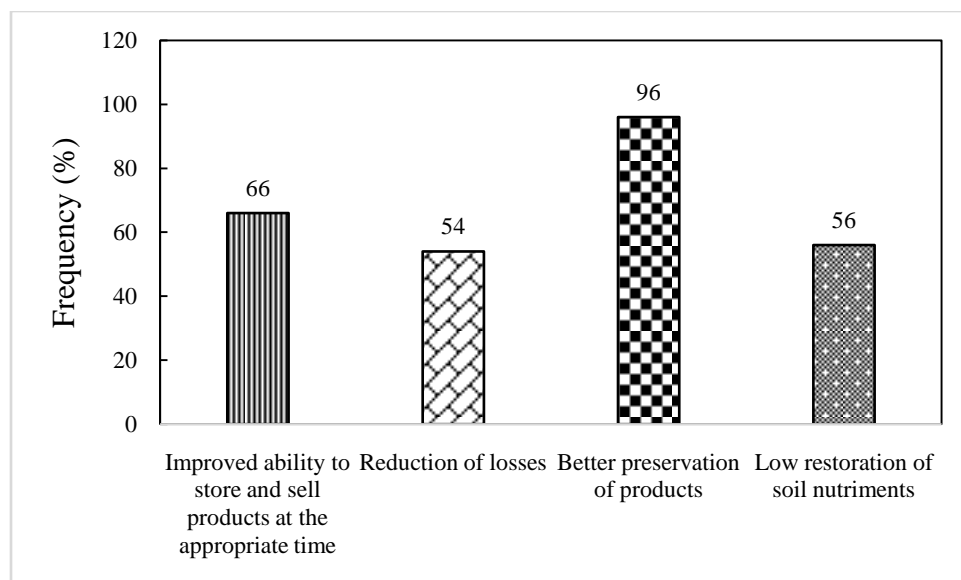 120
100
80
60
40
20
0
Frequency (%)
66
54
96
56
Improved ability to
store and sell
products at the
appropriate time
Reduction of losses
Better preservation
of products
Low restoration of
soil nutriments